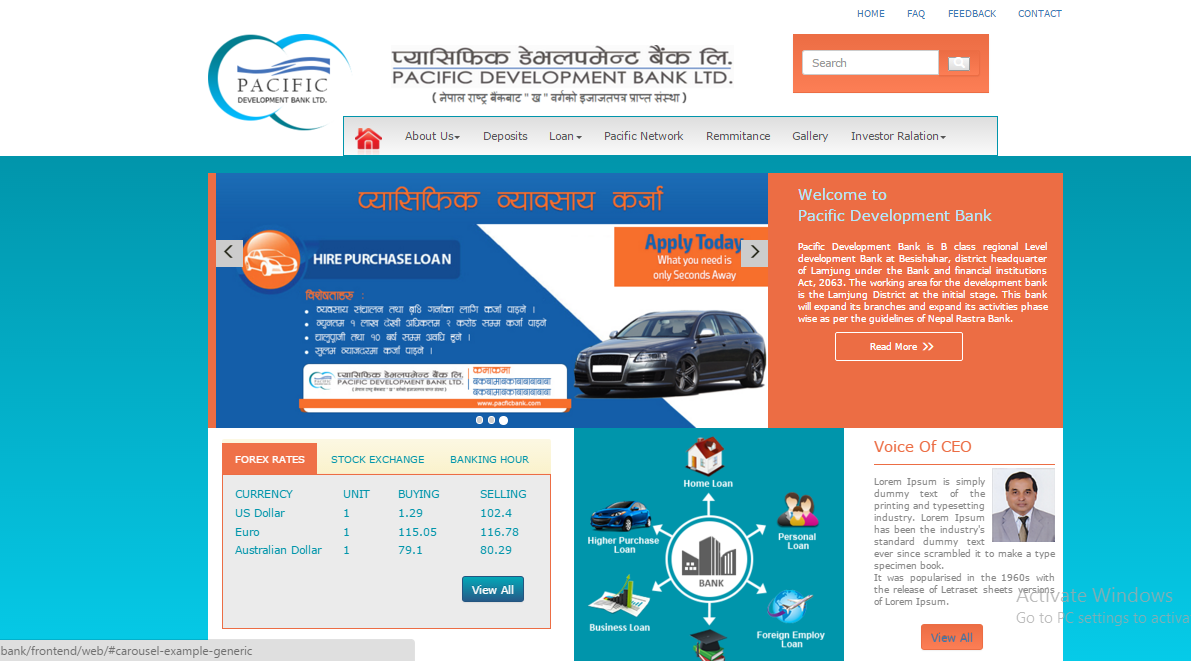 HOME FAQ FEEDBACK CONTACT
PACIFIC
DEVELOPMENT BANK LTD.
प्यासिफिक डेभलपमेन्ट बैंक लि.
PACIFIC DEVELOPMENT BANK LTD.
( नेपाल राष्ट्र बैंकबाट " ख " बर्गको इजाजतपत्र प्राप्त संस्था )
Search
About Us Deposits Loan Pacific Network Remmitance Gallery Investor Ralation
प्यासिफिक व्यावसाय कर्जा
HIRE PURCHASE LOAN
Apply Today
What you need is
only Seconds Away
विशेषताहरु :
व्यवसाय संचालन तथा बृद्दि गर्नका लागि कर्जा पाइने ।
न्युनतम १ लाख देखी अधिकतम २ करोड सम्म कर्जा पाइने
चालुपूजी तथा १० बर्ष सम्म अवधि हुने ।
सुलभ व्याजदरमा कर्जा पाइने ।
प्यासिफिक डेभलपमेन्ट बैंक लि.
PACIFIC DEVELOPMENT BANK LTD.
www.pacficbank.com
Welcome to
Pacific Development Bank
Pacific Development Bank is B class regional Level
development Bank at Besishahar, district headquarter
of Lamjung under the Bank and financial institutions
Act, 2063. The working area for the development bank
is the Lamjung District at the initial stage. This bank
will expand its branches and expand its activities phase
wise as per the guidelines of Nepal Rastra Bank.
Read More
FOREX RATES STOCK EXCHANGE BANKING HOUR
CURRENCY UNIT BUYING SELLING
US Dollar 1 1.29 102.4
Euro 1 115.05 116.78
Australian Dollar 1 79.1 80.29
View All
Home Loan
Higher Purchase
Loan
Personal
Loan
BANK
Business Loan
Foreign Employ
Loan
Voice Of CEO
Lorem Ipsum is simply
dummy text of the
printing and typesetting
industry. Lorem Ipsum
has been the industry's
standard dummy text
ever since scrambled it to make a type
specimen book.
It was popularised in the 1960s with
the release of Letraset sheets versions
of Lorem Ipsum.
View All
Activate Windows
Go to PC settings to activa
bank/frontend/web/#carousel-example-generic